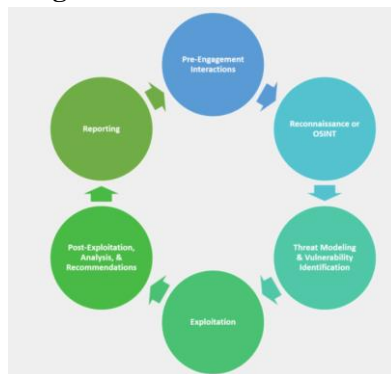 Pre-Engagement
Interactions
Reconnaissance or
OSINT
Threat Modeling
& Vulnerability
Identification
Exploitation
Post-Exploitation,
Analysis, &
Recommendations
Reporting